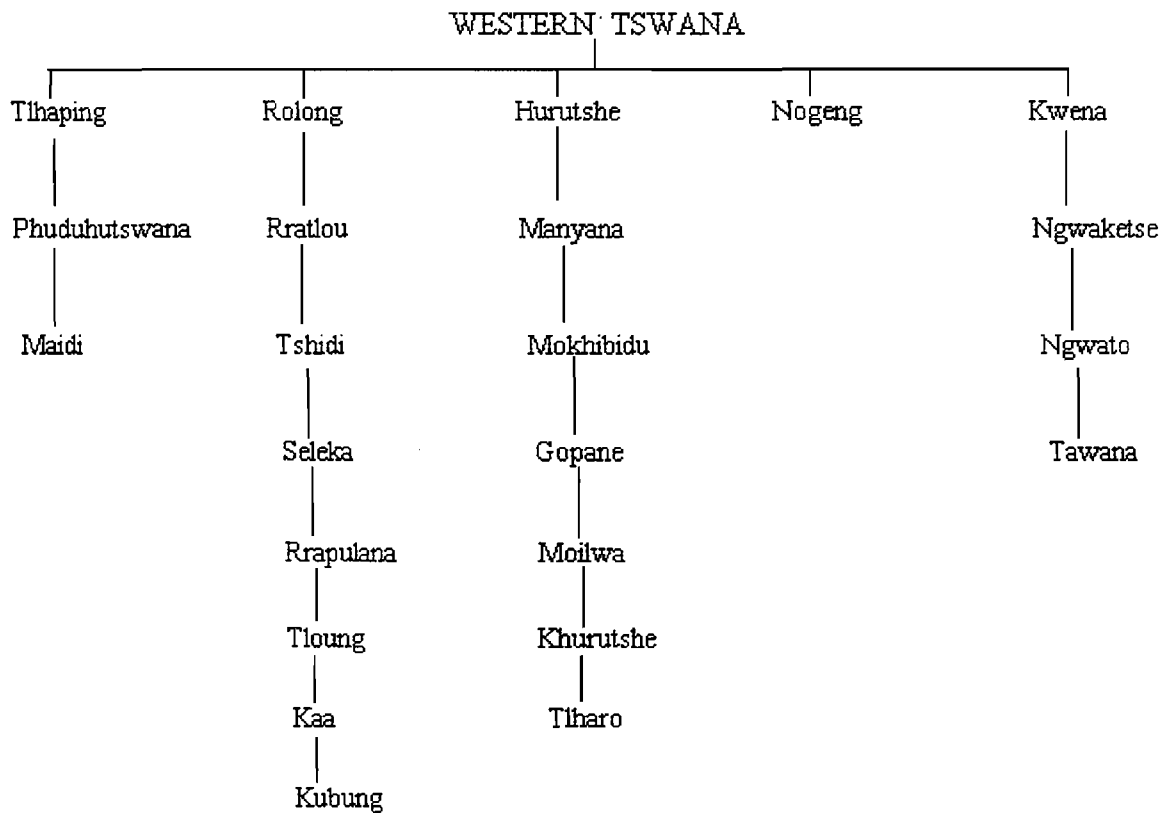 WESTERN TSWANA
Tlhaping Rolong Hurutshe Nogeng Kwena
Phuduhutswana Rratlou Manyana Ngwaketse
Maidi Tshidi Mokhibidu Ngwato
Seleka Gopane Tawana
Rrapulana Moilwa
Tloung Khurutshe
Kaa Tlharo
Kubung